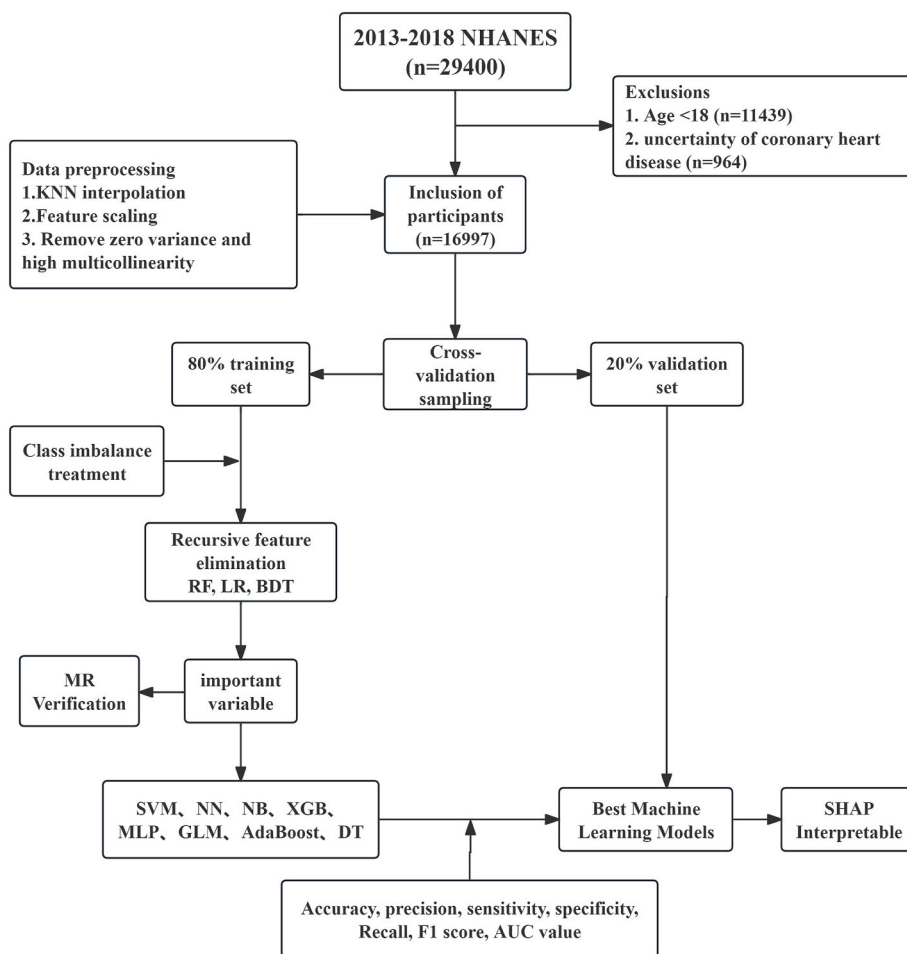 2013-2018 NHANES
(n=29400)
Exclusions
1. Age <18 (n=11439)
2. uncertainty of coronary heart
disease (n=964)
Data preprocessing
1.KNN interpolation
2.Feature scaling
3. Remove zero variance and
high multicollinearity
Inclusion of
participants
(n=16997)
80% training
set
Cross-
validation
sampling
20% validation
set
Class imbalance
treatment
Recursive feature
elimination
RF, LR, BDT
MR
Verification
important
variable
SVM、NN、NB、XGB、
MLP、GLM、AdaBoost、DT
Best Machine
Learning Models
SHAP
Interpretable
Accuracy, precision, sensitivity, specificity,
Recall, F1 score, AUC value